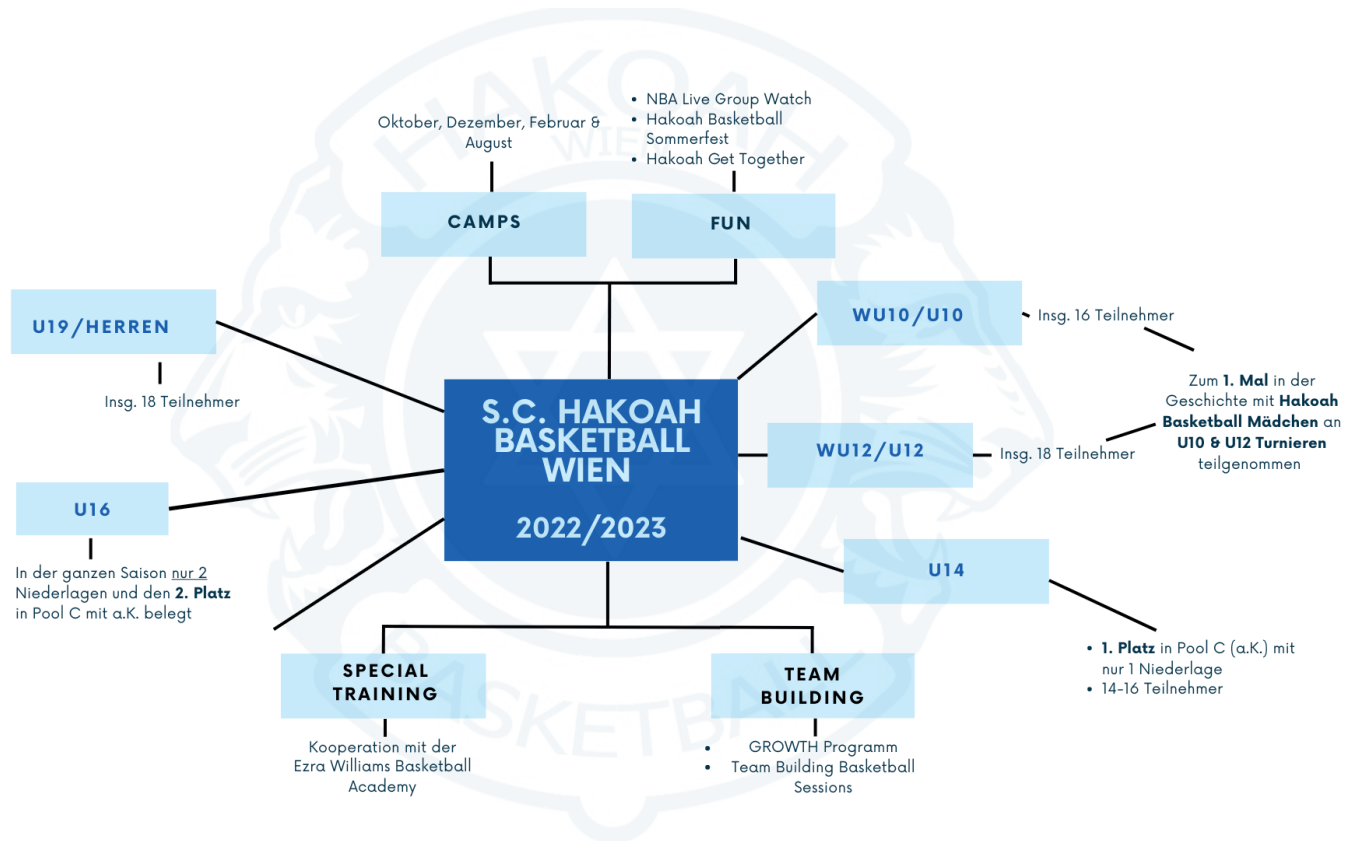 HAKOAH
WIEN
BASKETBALL
Oktober, Dezember, Februar &
August
CAMPS
• NBA Live Group Watch
• Hakoah Basketball
Sommerfest
• Hakoah Get Together
FUN
U19/HERREN
Insg. 18 Teilnehmer
WU10/U10
Insg. 16 Teilnehmer
Zum 1. Mal in der
Geschichte mit Hakoah
Basketball Mädchen an
U10 & U12 Turnieren
teilgenommen
S.C. HAKOAH
BASKETBALL
WIEN
2022/2023
WU12/U12
Insg. 18 Teilnehmer
U16
In der ganzen Saison nur 2
Niederlagen und den 2. Platz
in Pool C mit a.K. belegt
U14
• 1. Platz in Pool C (a.K.) mit
nur 1 Niederlage
• 14-16 Teilnehmer
SPECIAL
TRAINING
Kooperation mit der
Ezra Williams Basketball
Academy
TEAM
BUILDING
• GROWTH Programm
• Team Building Basketball
Sessions